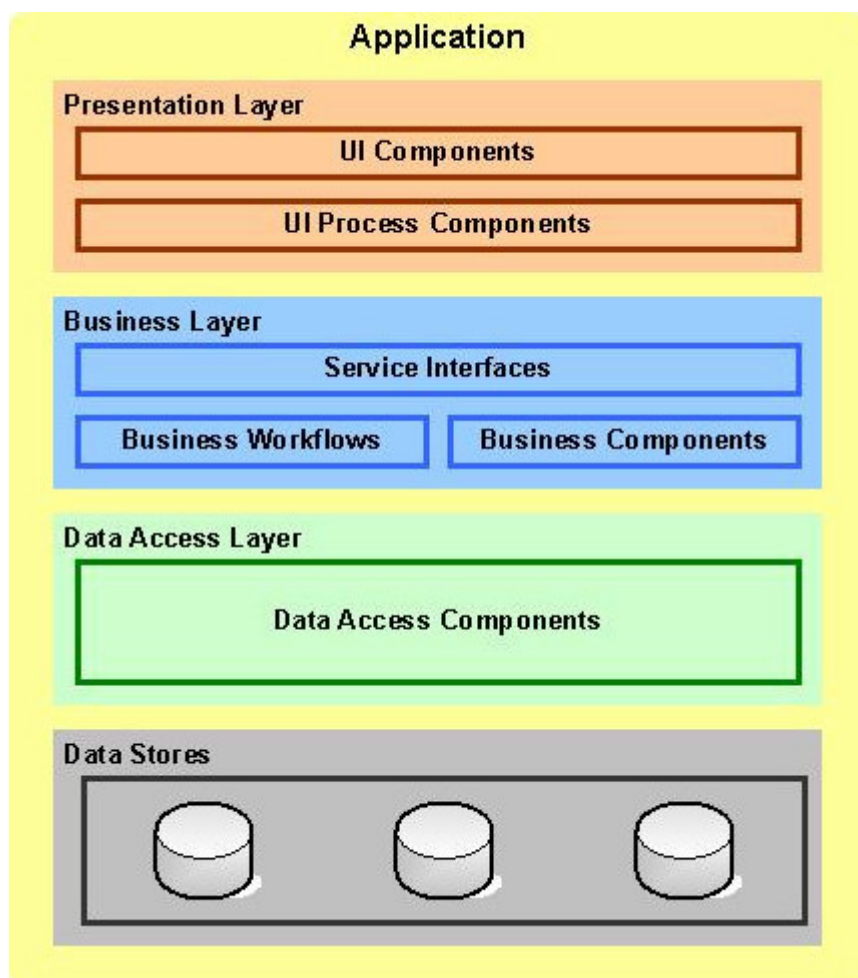 Application
Presentation Layer
UI Components
UI Process Components
Business Layer
Service Interfaces
Business Workflows
Business Components
Data Access Layer
Data Access Components
Data Stores